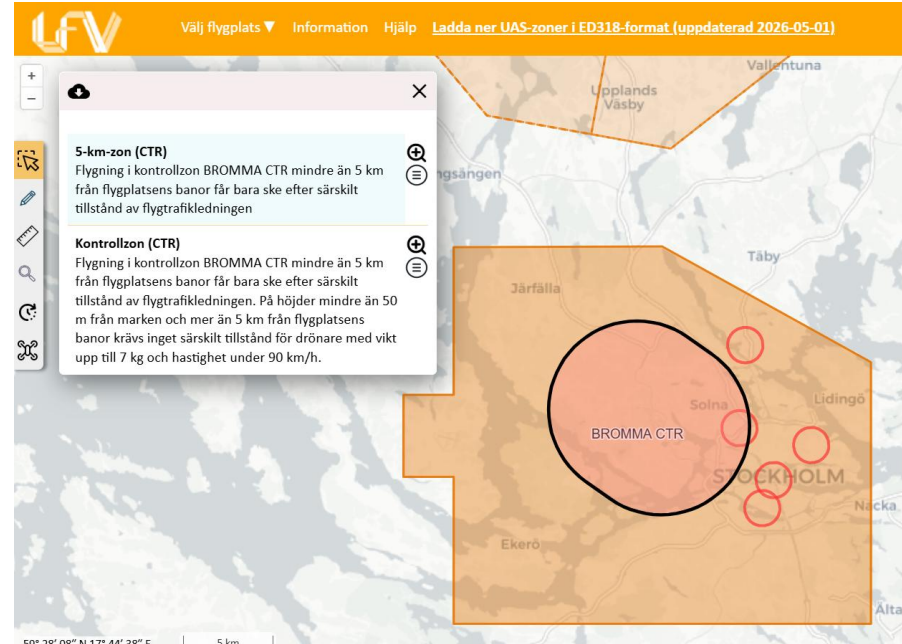 LFV
Välj flygplats ▼ Information Hjälp Ladda ner UAS-zoner i ED318-format (uppdaterad 2026-05-01)
+
−
Vallentuna
Upplands
Väsby
5-km-zon (CTR)
Flygning i kontrollzon BROMMA CTR mindre än 5 km
från flygplatsens banor får bara ske efter särskilt
tillstånd av flygtrafikledningen
Kontrollzon (CTR)
Flygning i kontrollzon BROMMA CTR mindre än 5 km
från flygplatsens banor får bara ske efter särskilt
tillstånd av flygtrafikledningen. På höjder mindre än 50
m från marken och mer än 5 km från flygplatsens
banor krävs inget särskilt tillstånd för drönare med vikt
upp till 7 kg och hastighet under 90 km/h.
Täby
Järfälla
Lidingö
Solna
BROMMA CTR
STOCKHOLM
Nacka
Ekerö
Älta
5 km